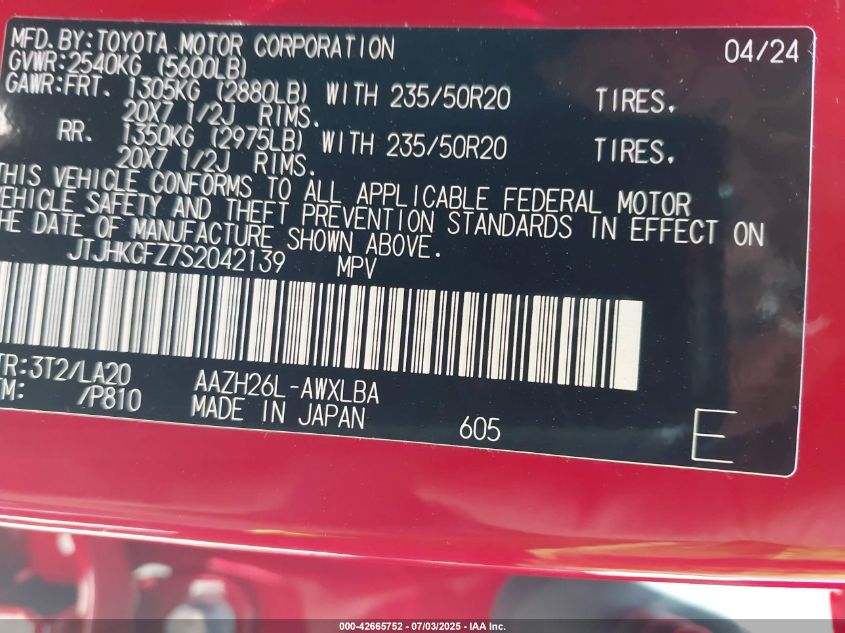 MFD. BY: TOYOTA MOTOR CORPORATION 04/24
GVWR: 2540KG (5600LB)
GAWR: FRT. 1305KG (2880LB) WITH 235/50R20 TIRES.
20X7 1/2J RIMS.
RR. 1350KG (2975LB) WITH 235/50R20 TIRES.
20X7 1/2J RIMS.
THIS VEHICLE CONFORMS TO ALL APPLICABLE FEDERAL MOTOR
VEHICLE SAFETY AND THEFT PREVENTION STANDARDS IN EFFECT ON
THE DATE OF MANUFACTURE SHOWN ABOVE.
JTJHKCFZ7S2042139 MPV
TR: 3T2/LA20 AAZH26L-AWXLBA
TM: /P810 MADE IN JAPAN 605 E
000-42665752 - 07/03/2025 - IAA Inc.